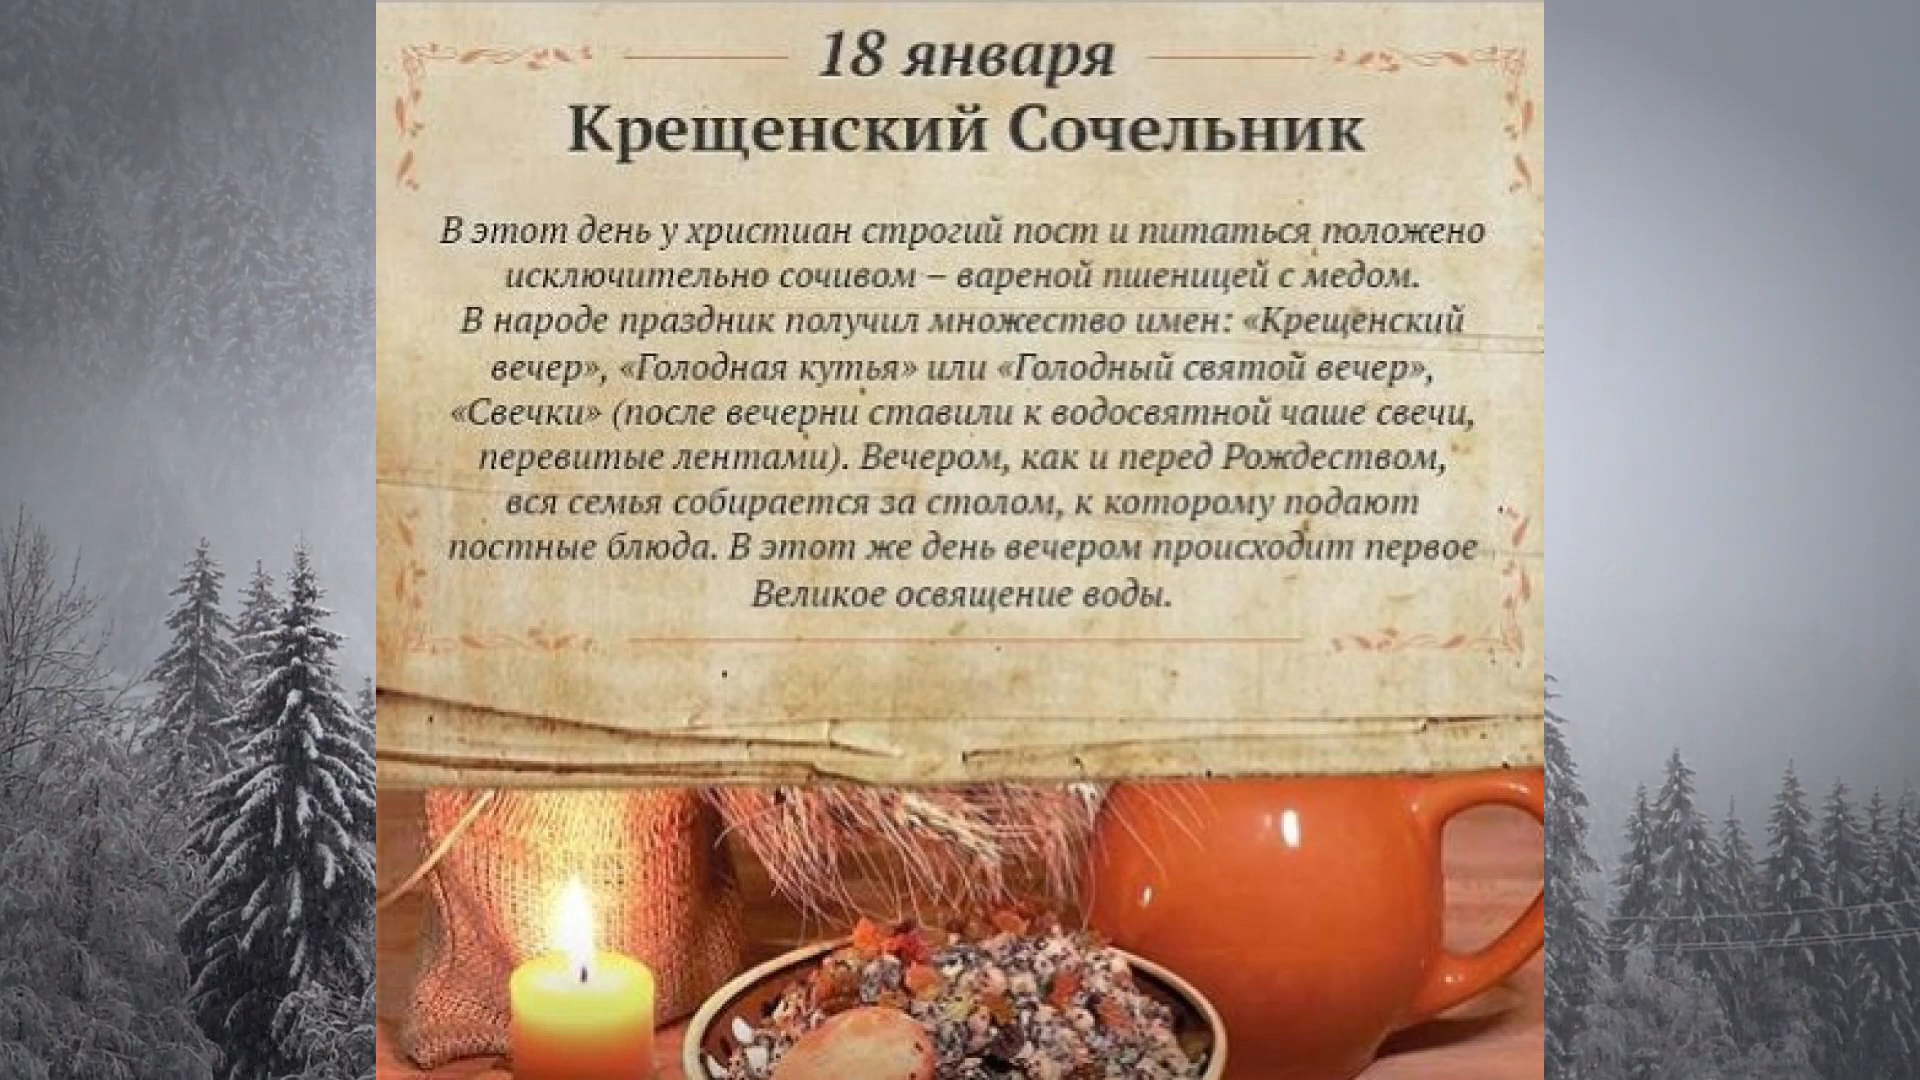 18 января
Крещенский Сочельник
В этот день у христиан строгий пост и питаться положено
исключительно сочивом – вареной пшеницей с медом.
В народе праздник получил множество имен: «Крещенский
вечер», «Голодная кутья» или «Голодный святой вечер»,
«Свечки» (после вечерни ставили к водосвятной чаше свечи,
перевитые лентами). Вечером, как и перед Рождеством,
вся семья собирается за столом, к которому подают
постные блюда. В этот же день вечером происходит первое
Великое освящение воды.